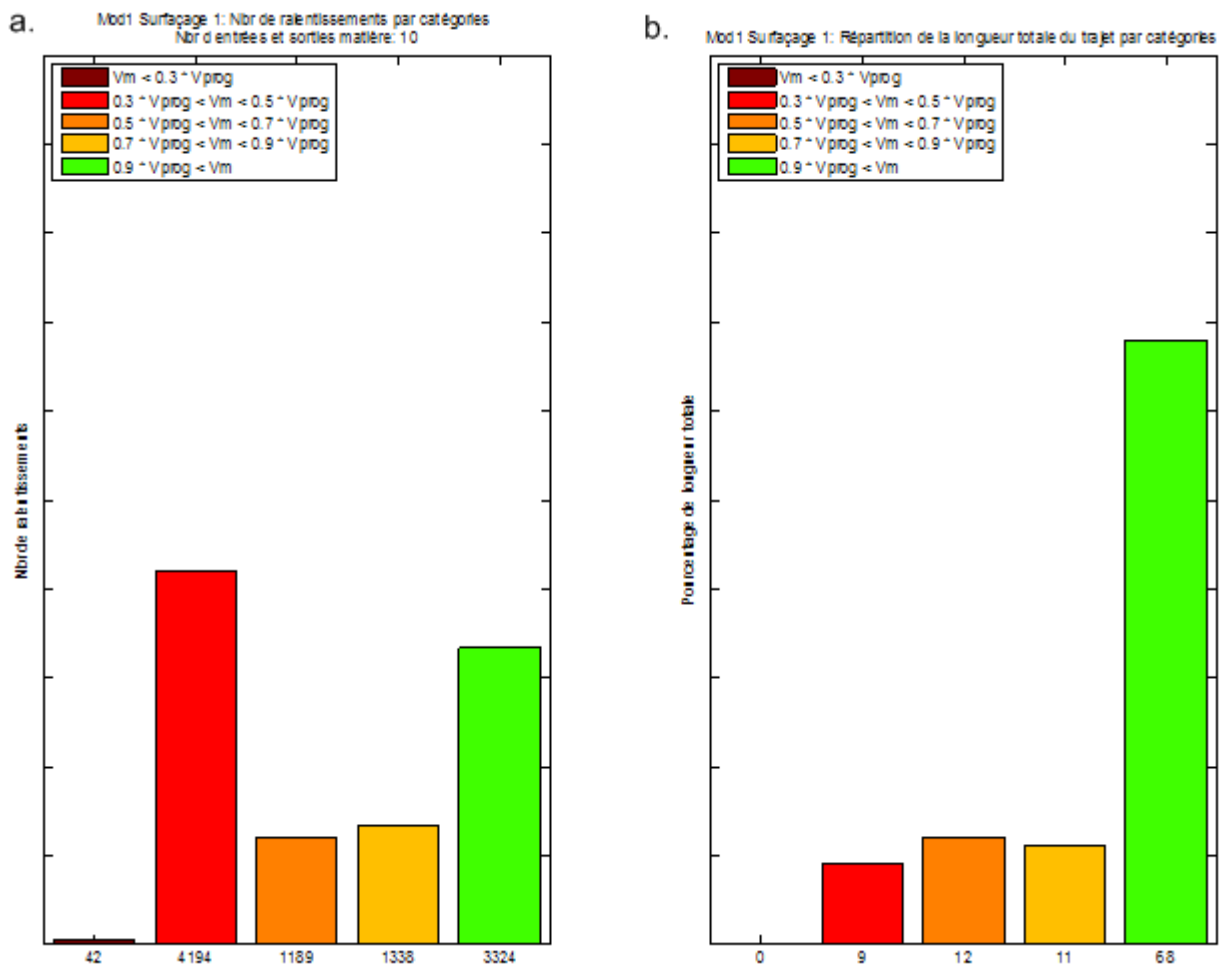 a.
Mod1 Surfaçage 1: Nbr de ralentissements par catégories
Nbr d entrées et sorties matière: 10
Vm < 0.3 * Vprog
0.3 * Vprog < Vm < 0.5 * Vprog
0.5 * Vprog < Vm < 0.7 * Vprog
0.7 * Vprog < Vm < 0.9 * Vprog
0.9 * Vprog < Vm
Nbr de ralentissements
42 4194 1189 1338 3324
b.
Mod1 Surfaçage 1: Répartition de la longueur totale du trajet par catégories
Vm < 0.3 * Vprog
0.3 * Vprog < Vm < 0.5 * Vprog
0.5 * Vprog < Vm < 0.7 * Vprog
0.7 * Vprog < Vm < 0.9 * Vprog
0.9 * Vprog < Vm
Pourcentage de longueur totale
0 9 12 11 68